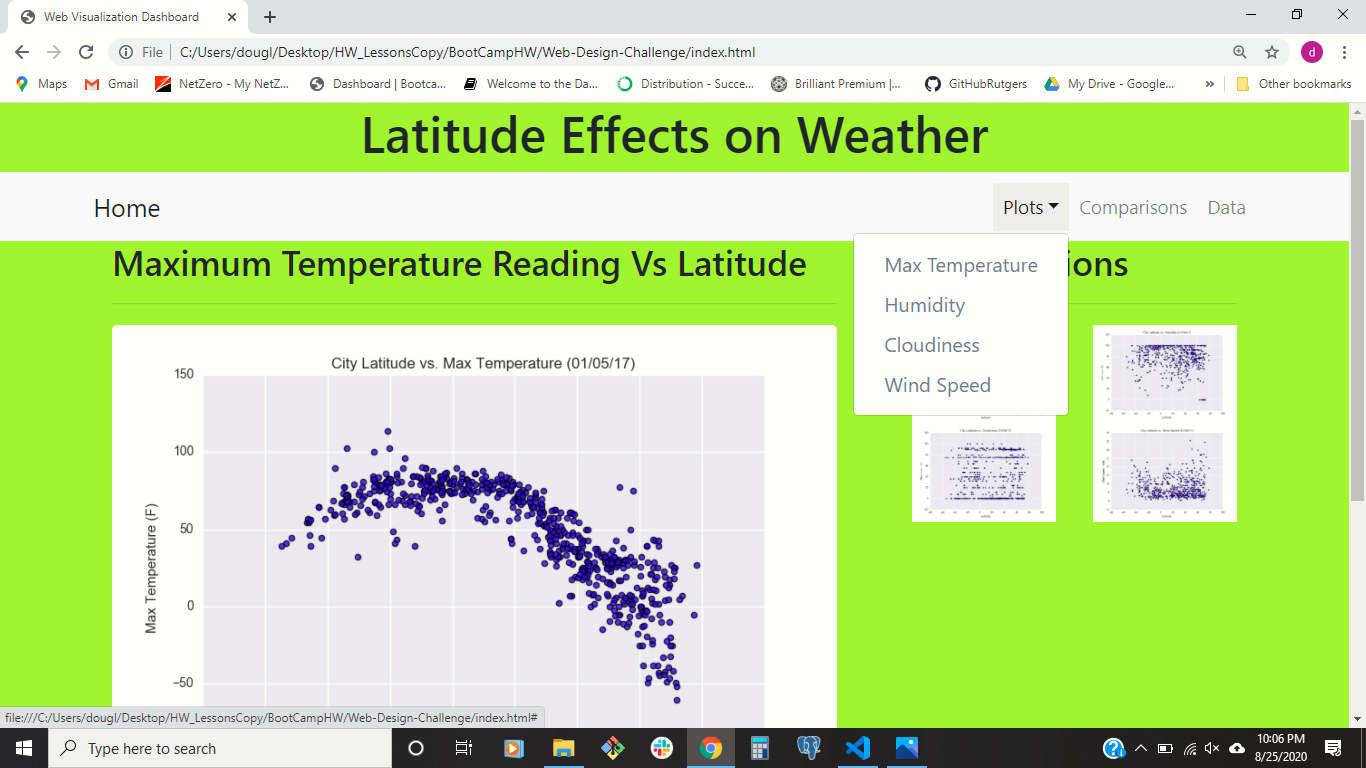 Web Visualization Dashboard
File
C:/Users/dougl/Desktop/HW_LessonsCopy/BootCampHW/Web-Design-Challenge/index.html
d
Maps
Gmail
NetZero - My NetZ...
Dashboard | Bootca...
Welcome to the Da...
Distribution - Succe...
Brilliant Premium |...
GitHubRutgers
My Drive - Google...
»
Other bookmarks
Latitude Effects on Weather
Home
Plots
Comparisons
Data
Maximum Temperature Reading Vs Latitude
ions
Max Temperature
Humidity
Cloudiness
Wind Speed
City Latitude vs. Max Temperature (01/05/17)
150
100
50
0
−50
Max Temperature (F)
file:///C:/Users/dougl/Desktop/HW_LessonsCopy/BootCampHW/Web-Design-Challenge/index.html#
Type here to search
10:06 PM
8/25/2020